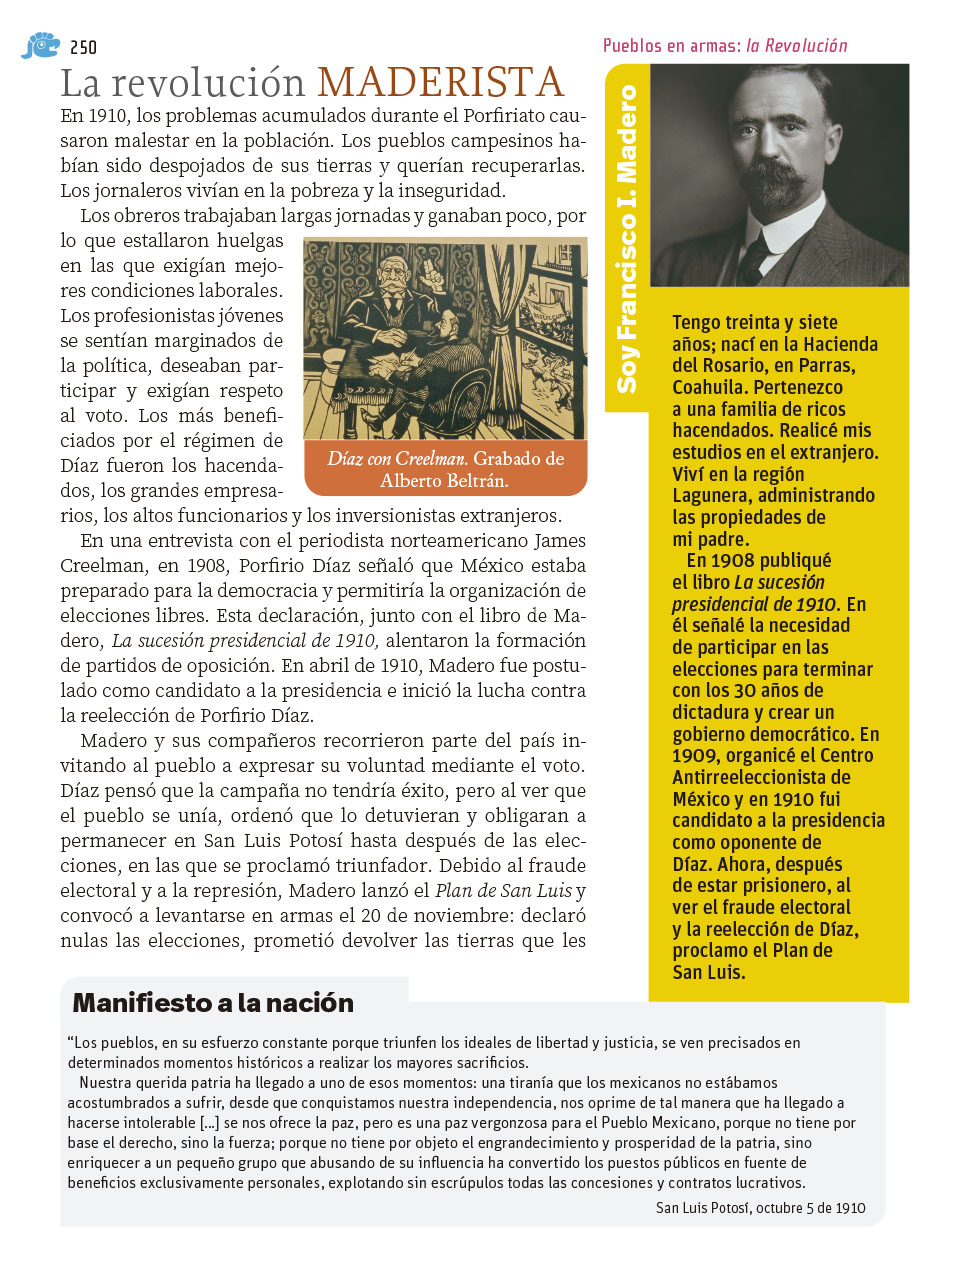 250
Pueblos en armas: la Revolución
La revolución MADERISTA
En 1910, los problemas acumulados durante el Porfiriato cau-
saron malestar en la población. Los pueblos campesinos ha-
bían sido despojados de sus tierras y querían recuperarlas.
Los jornaleros vivían en la pobreza y la inseguridad.
Los obreros trabajaban largas jornadas y ganaban poco, por
lo que estallaron huelgas
en las que exigían mejo-
res condiciones laborales.
Los profesionistas jóvenes
se sentían marginados de
la política, deseaban par-
ticipar y exigían respeto
al voto. Los más benefi-
ciados por el régimen de
Díaz fueron los hacenda-
dos, los grandes empresa-
rios, los altos funcionarios y los inversionistas extranjeros.
Díaz con Creelman. Grabado de
Alberto Beltrán.
En una entrevista con el periodista norteamericano James
Creelman, en 1908, Porfirio Díaz señaló que México estaba
preparado para la democracia y permitiría la organización de
elecciones libres. Esta declaración, junto con el libro de Ma-
dero, La sucesión presidencial de 1910, alentaron la formación
de partidos de oposición. En abril de 1910, Madero fue postu-
lado como candidato a la presidencia e inició la lucha contra
la reelección de Porfirio Díaz.
Madero y sus compañeros recorrieron parte del país in-
vitando al pueblo a expresar su voluntad mediante el voto.
Díaz pensó que la campaña no tendría éxito, pero al ver que
el pueblo se unía, ordenó que lo detuvieran y obligaran a
permanecer en San Luis Potosí hasta después de las elec-
ciones, en las que se proclamó triunfador. Debido al fraude
electoral y a la represión, Madero lanzó el Plan de San Luis y
convocó a levantarse en armas el 20 de noviembre: declaró
nulas las elecciones, prometió devolver las tierras que les
Soy Francisco I. Madero
Tengo treinta y siete
años; nací en la Hacienda
del Rosario, en Parras,
Coahuila. Pertenezco
a una familia de ricos
hacendados. Realicé mis
estudios en el extranjero.
Viví en la región
Lagunera, administrando
las propiedades de
mi padre.
En 1908 publiqué
el libro La sucesión
presidencial de 1910. En
él señalé la necesidad
de participar en las
elecciones para terminar
con los 30 años de
dictadura y crear un
gobierno democrático. En
1909, organicé el Centro
Antirreeleccionista de
México y en 1910 fui
candidato a la presidencia
como oponente de
Díaz. Ahora, después
de estar prisionero, al
ver el fraude electoral
y la reelección de Díaz,
proclamo el Plan de
San Luis.
Manifiesto a la nación
“Los pueblos, en su esfuerzo constante porque triunfen los ideales de libertad y justicia, se ven precisados en
determinados momentos históricos a realizar los mayores sacrificios.
Nuestra querida patria ha llegado a uno de esos momentos: una tiranía que los mexicanos no estábamos
acostumbrados a sufrir, desde que conquistamos nuestra independencia, nos oprime de tal manera que ha llegado a
hacerse intolerable [...] se nos ofrece la paz, pero es una paz vergonzosa para el Pueblo Mexicano, porque no tiene por
base el derecho, sino la fuerza; porque no tiene por objeto el engrandecimiento y prosperidad de la patria, sino
enriquecer a un pequeño grupo que abusando de su influencia ha convertido los puestos públicos en fuente de
beneficios exclusivamente personales, explotando sin escrúpulos todas las concesiones y contratos lucrativos.
San Luis Potosí, octubre 5 de 1910